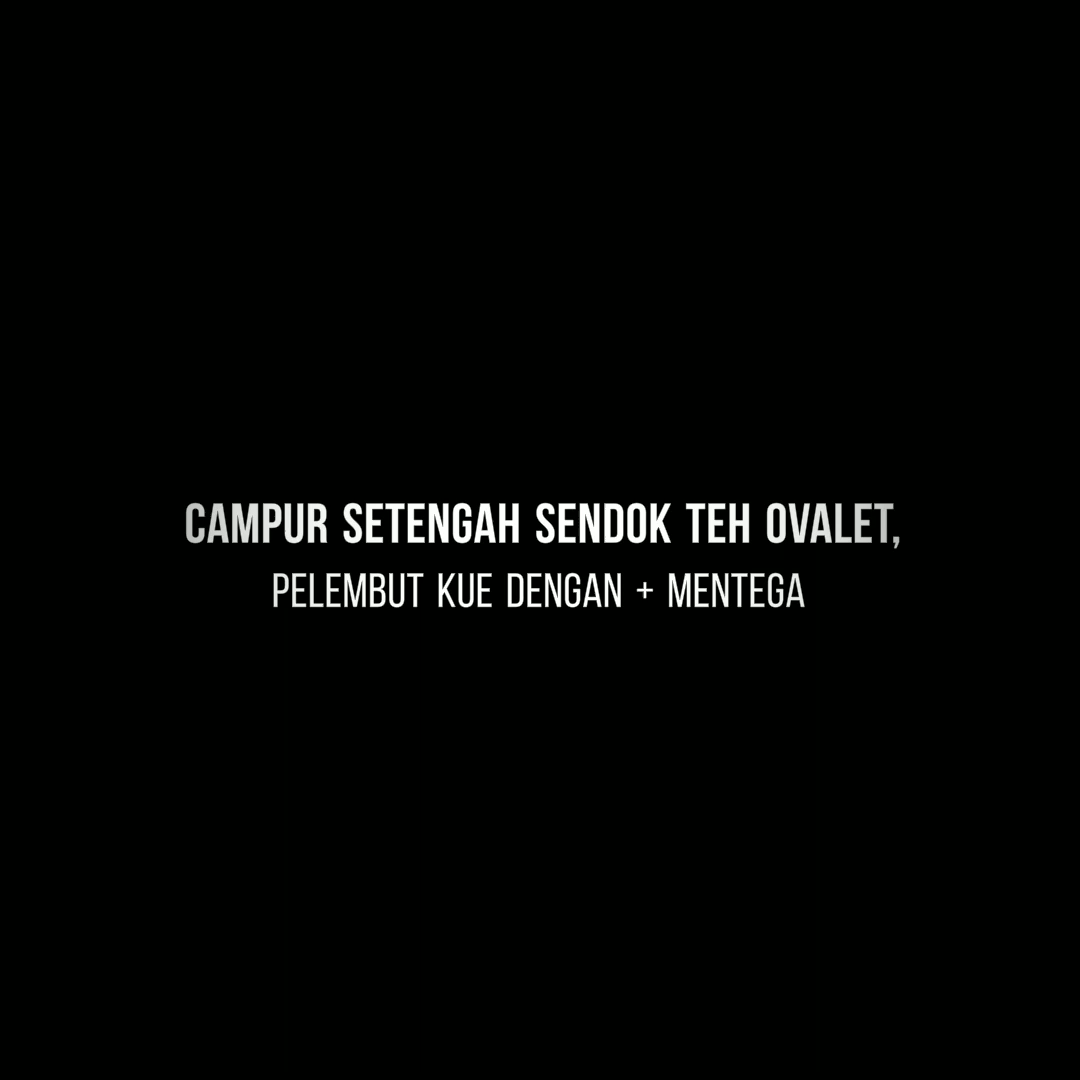 CAMPUR SETENGAH SENDOK TEH OVALET,
PELEMBUT KUE DENGAN + MENTEGA